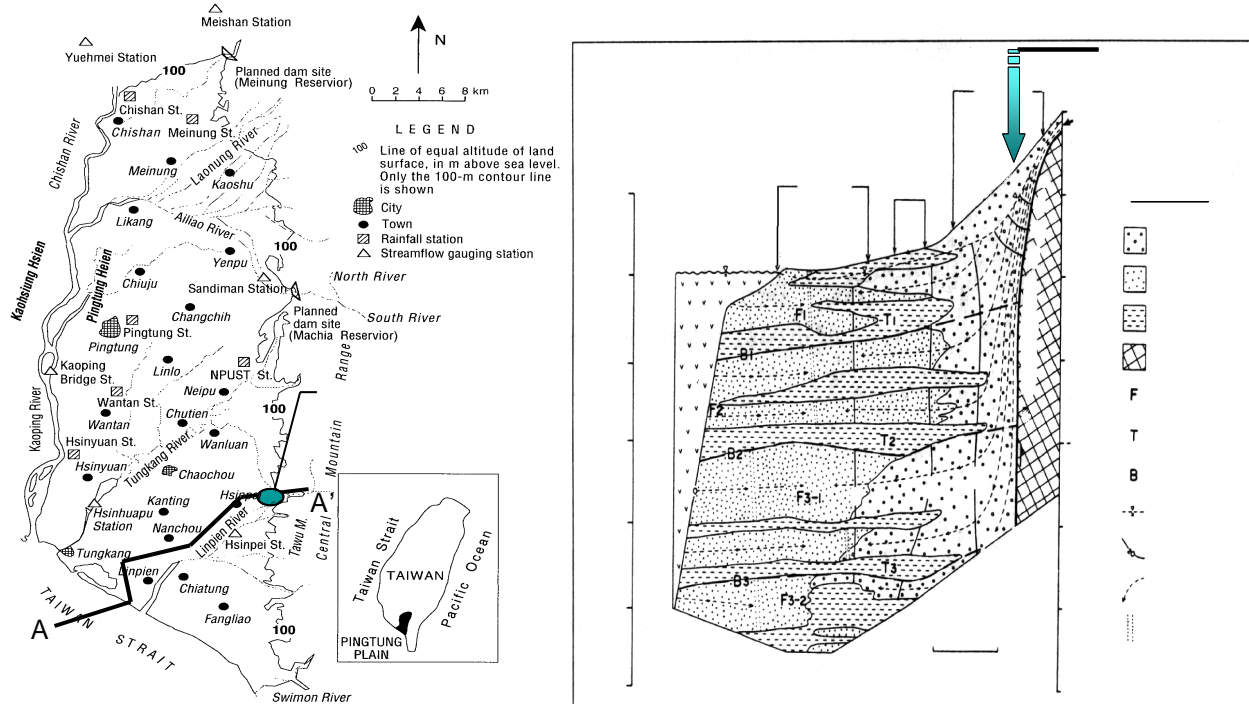 Meishan Station
Yuehmei Station
100
Planned dam site
(Meinung Reservior)
N
0 2 4 6 8 km
Chishan St.
Chishan
Meinung St.
Chishan River
Laonung River
Meinung
Kaoshu
LEGEND
100 Line of equal altitude of land
surface, in m above sea level.
Only the 100-m contour line
is shown
City
Town
Rainfall station
Streamflow gauging station
Likang
Ailiao River
100
Yenpu
Kaohsiung Hsien
Pingtung Hsien
Chiuju
North River
Sandiman Station
South River
Changchih
Planned
dam site
(Machia Reservior)
Pingtung St.
Pingtung
Linlo
NPUST St.
Range
Kaoping
Bridge St.
Neipu
100
Wantan St.
Wantan
Chutien
Wanluan
Kaoping River
Hsinyuan St.
Tungkang River
Mountain
Hsinyuan
Chaochou
Kanting
A
Hsinhuapu
Station
Nanchou
Linpien River
Hsinpei St.
Tawu M.
Central
Tungkang
Linpien
Chiatung
Fangliao
A
TAIWAN STRAIT
100
Swimon River
Taiwan Strait
TAIWAN
Pacific Ocean
PINGTUNG
PLAIN
F1
T1
B1
F2
T2
B2
F3-1
T3
B3
F3-2
F
T
B